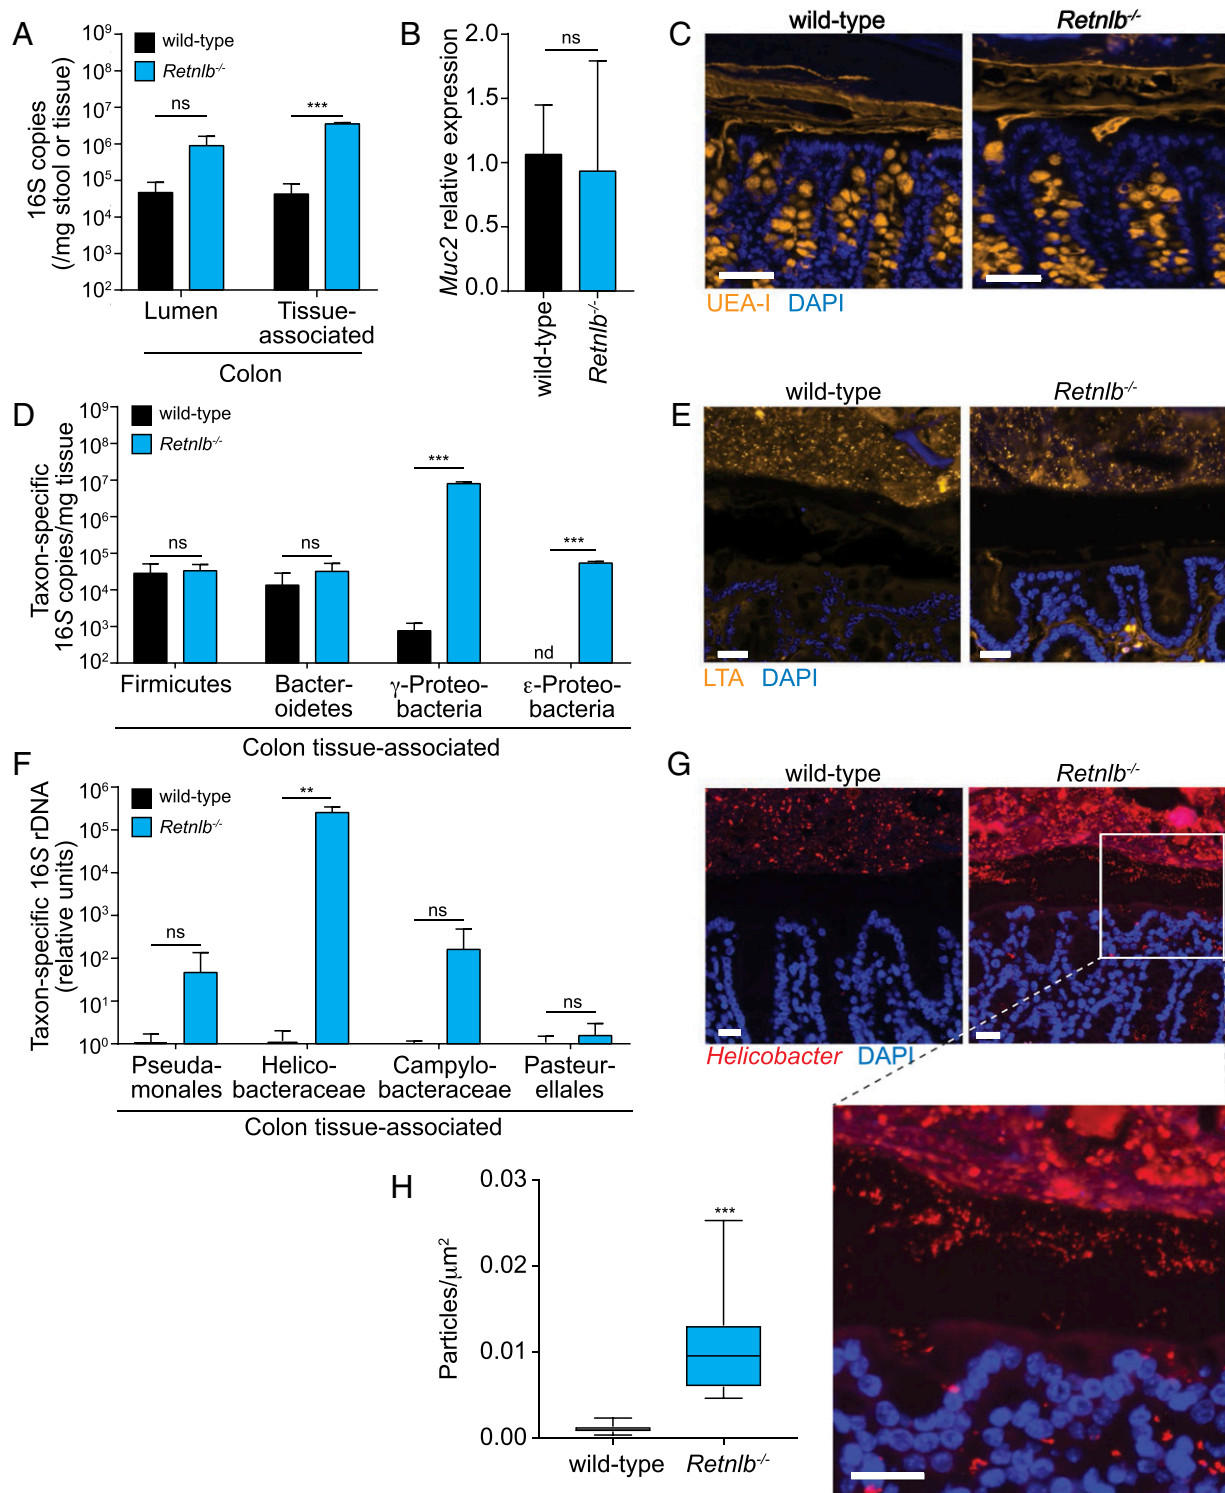 A
16S copies
(/mg stool or tissue)
10⁹
10⁸
10⁷
10⁶
10⁵
10⁴
10³
10²
wild-type
Retnlb⁻/⁻
ns
***
Lumen
Tissue-
associated
Colon
B
Muc2 relative expression
2.0
1.5
1.0
0.5
0.0
ns
wild-type
Retnlb⁻/⁻
C
wild-type
Retnlb⁻/⁻
UEA-I DAPI
D
Taxon-specific
16S copies/mg tissue
10⁹
10⁸
10⁷
10⁶
10⁵
10⁴
10³
10²
wild-type
Retnlb⁻/⁻
ns
ns
***
***
nd
Firmicutes
Bacter-
oidetes
γ-Proteo-
bacteria
ε-Proteo-
bacteria
Colon tissue-associated
E
wild-type
Retnlb⁻/⁻
LTA DAPI
F
Taxon-specific 16S rDNA
(relative units)
10⁶
10⁵
10⁴
10³
10²
10¹
10⁰
wild-type
Retnlb⁻/⁻
ns
**
ns
ns
Pseuda-
monales
Helico-
bacteraceae
Campylo-
bacteraceae
Pasteur-
ellales
Colon tissue-associated
G
wild-type
Retnlb⁻/⁻
Helicobacter DAPI
H
Particles/μm²
0.03
0.02
0.01
0.00
***
wild-type
Retnlb⁻/⁻